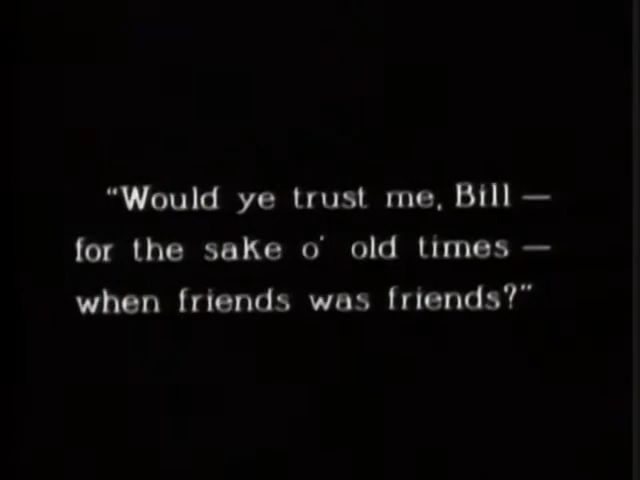 "Would ye trust me, Bill —
for the sake o' old times —
when friends was friends?"